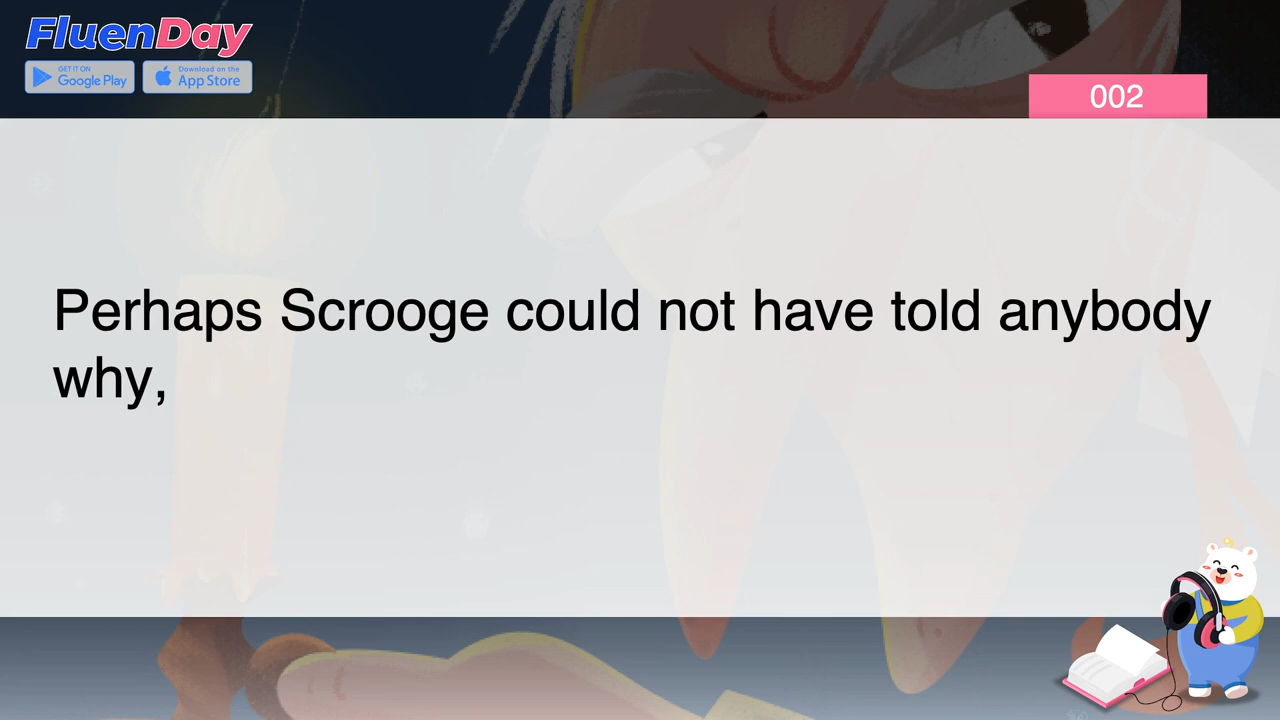 FluenDay
GET IT ON
Google Play
Download on the
App Store
002
Perhaps Scrooge could not have told anybody
why,